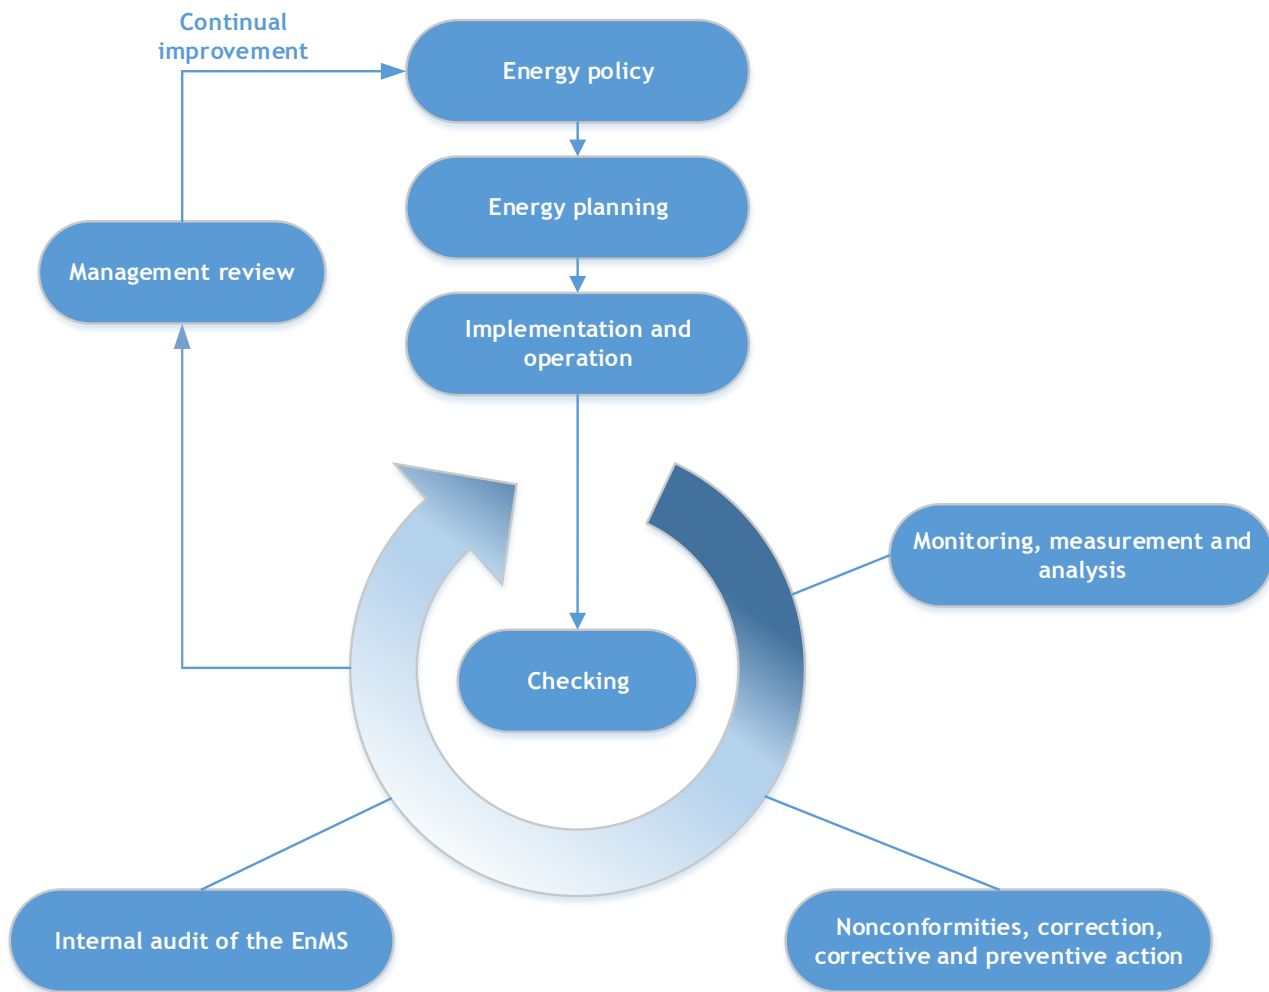 Continual
improvement
Energy policy
Energy planning
Management review
Implementation and
operation
Monitoring, measurement and
analysis
Checking
Internal audit of the EnMS
Nonconformities, correction,
corrective and preventive action